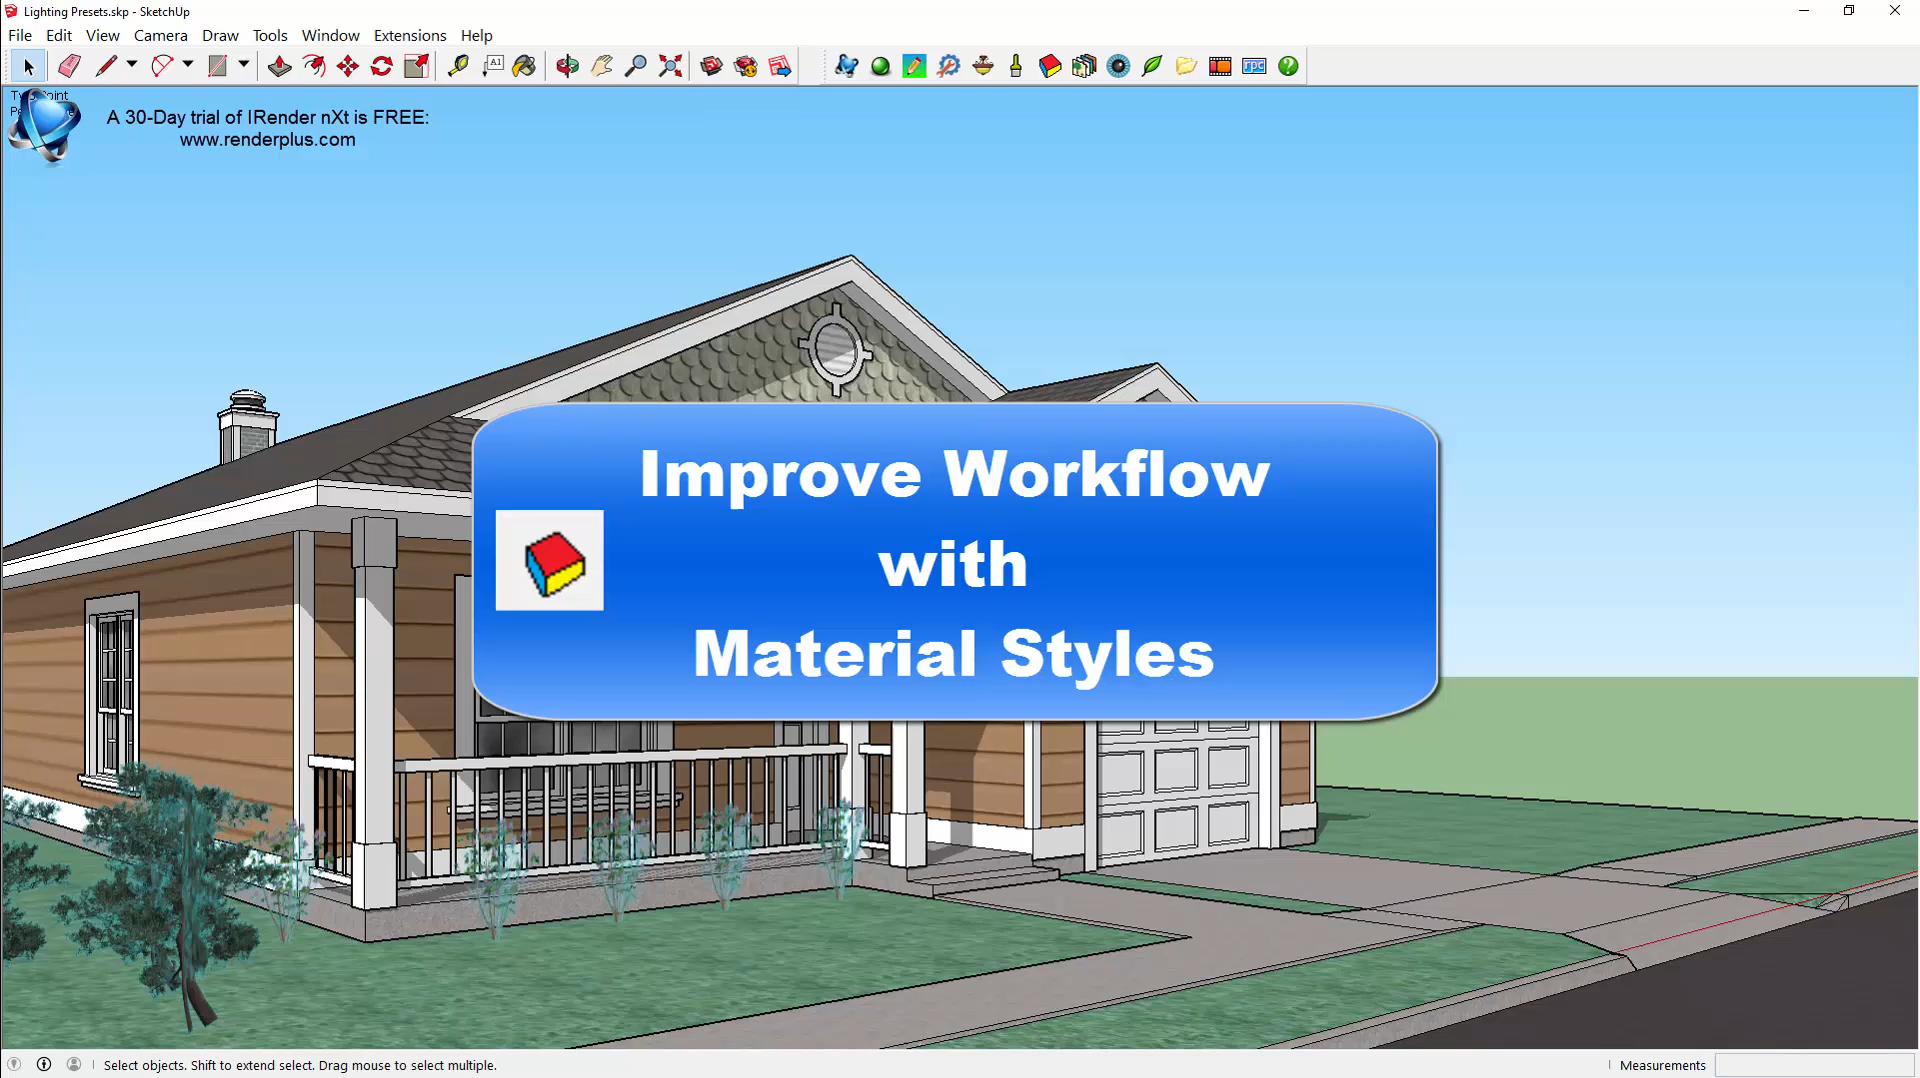 Lighting Presets.skp - SketchUp
File Edit View Camera Draw Tools Window Extensions Help
A1
rpc
A 30-Day trial of IRender nXt is FREE:
www.renderplus.com
Improve Workflow
with
Material Styles
Select objects. Shift to extend select. Drag mouse to select multiple.
Measurements